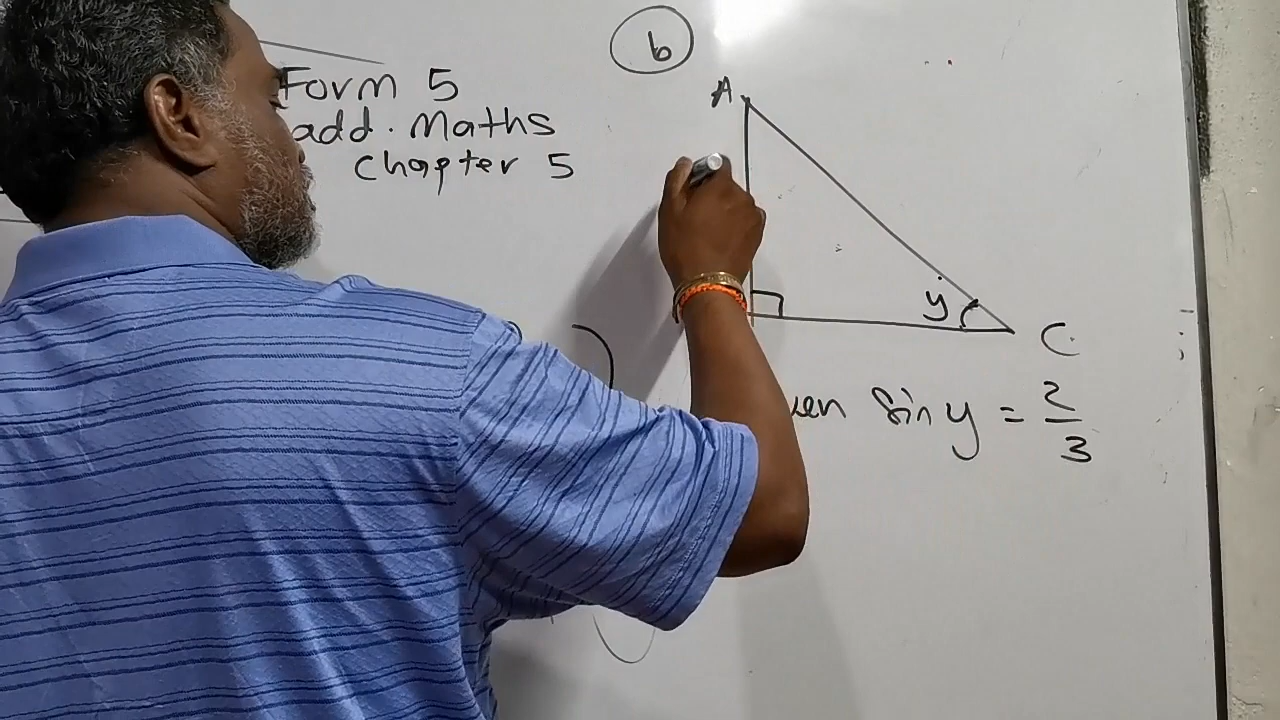 Form 5
add. Maths
Chapter 5
b
A
y
C
Sin y = 2/3